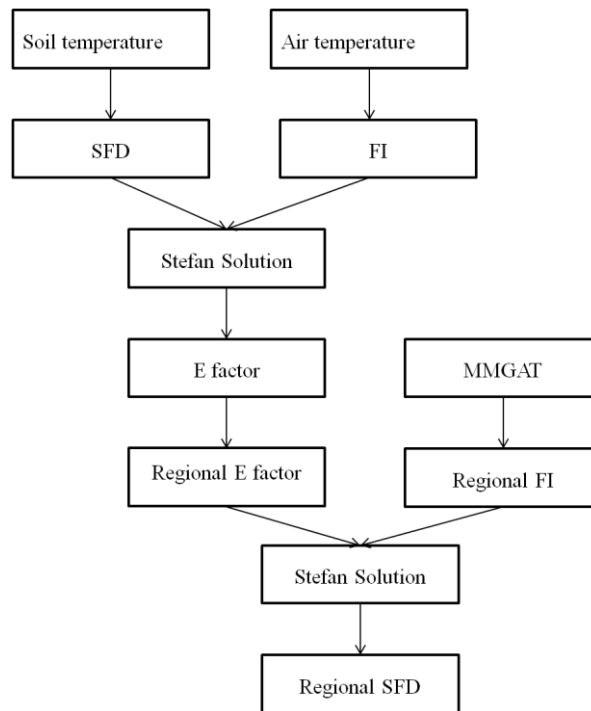 Soil temperature
Air temperature
SFD
FI
Stefan Solution
E factor
MMGAT
Regional E factor
Regional FI
Stefan Solution
Regional SFD